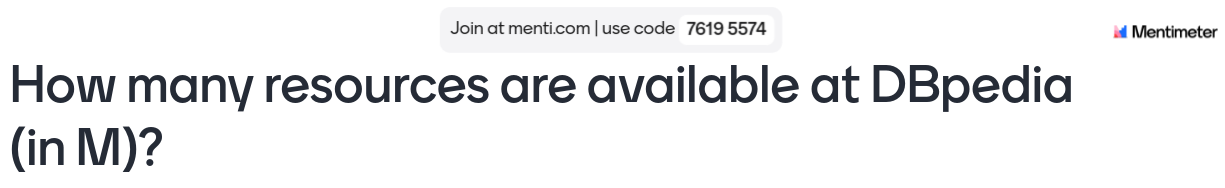 Join at menti.com | use code 7619 5574
Mentimeter
How many resources are available at DBpedia
(in M)?